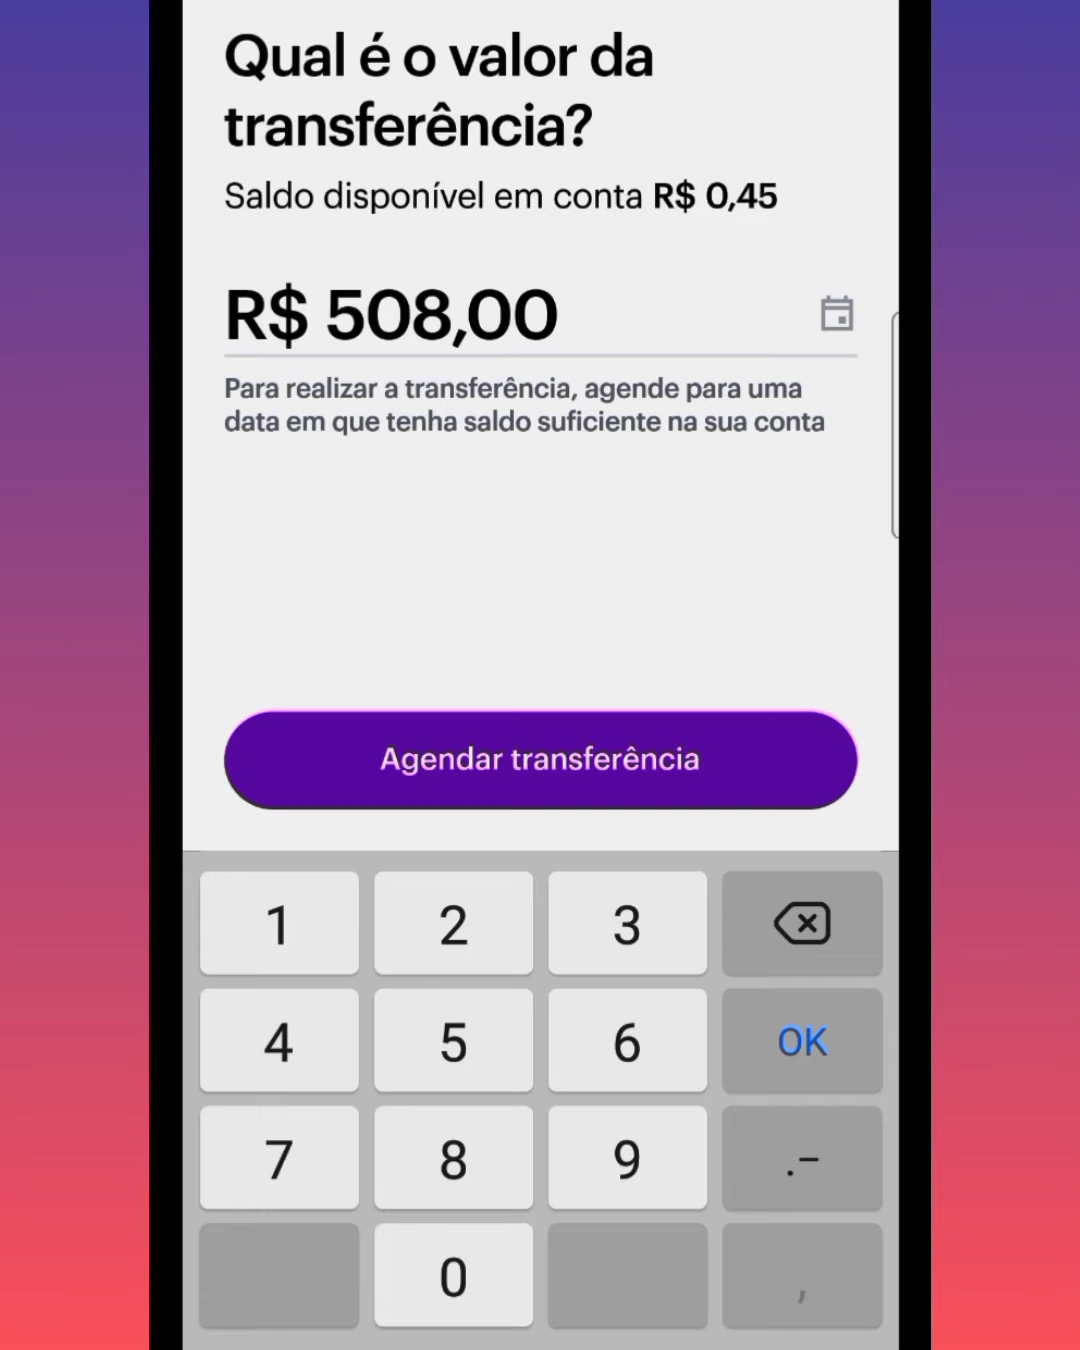 Qual é o valor da
transferência?
Saldo disponível em conta R$ 0,45
R$ 508,00
Para realizar a transferência, agende para uma
data em que tenha saldo suficiente na sua conta
Agendar transferência
1 2 3
4 5 6 OK
7 8 9 .-
0 ,